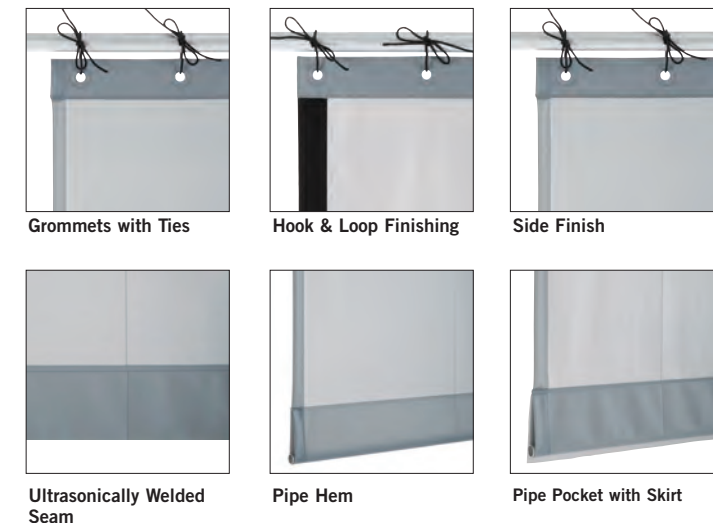 Grommets with Ties
Hook & Loop Finishing
Side Finish
Ultrasonically Welded
Seam
Pipe Hem
Pipe Pocket with Skirt